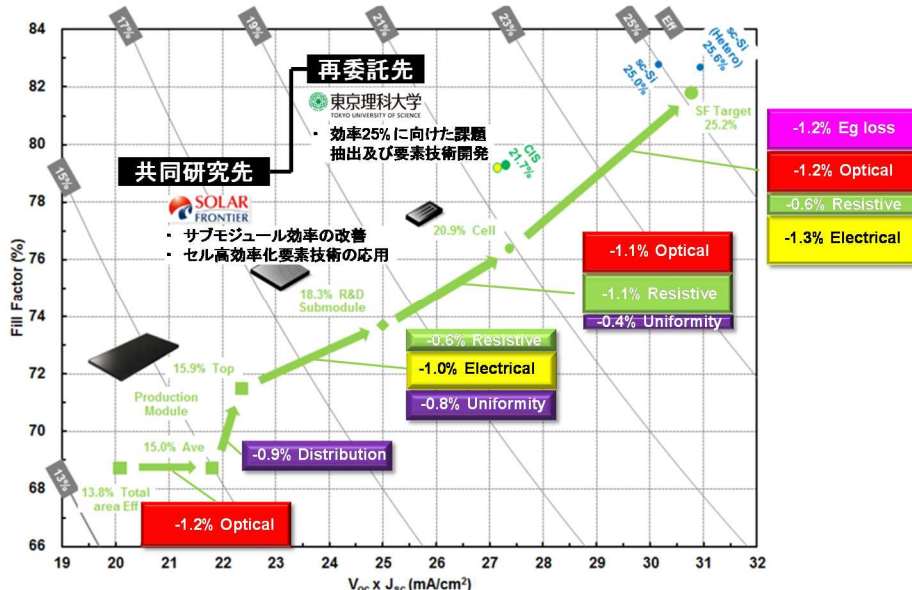 Fill Factor (%)
84
82
80
78
76
74
72
70
68
66
19
20
21
22
23
24
25
26
27
28
29
30
31
32
V oc x J sc (mA/cm²)
13%
15%
17%
19%
21%
23%
25%
Eff
再委託先
東京理科大学
TOKYO UNIVERSITY OF SCIENCE
・ 効率25%に向けた課題
抽出及び要素技術開発
共同研究先
SOLAR
FRONTIER
・ サブモジュール効率の改善
・ セル高効率化要素技術の応用
sc-Si
25.0%
sc-Si
(Hetero)
25.6%
SF Target
25.2%
CIS
21.7%
20.9% Cell
18.3% R&D
Submodule
15.9% Top
Production
Module
15.0% Ave
13.8% Total
area Eff
-1.2% Eg loss
-1.2% Optical
-0.6% Resistive
-1.3% Electrical
-1.1% Optical
-1.1% Resistive
-0.4% Uniformity
-0.6% Resistive
-1.0% Electrical
-0.8% Uniformity
-0.9% Distribution
-1.2% Optical